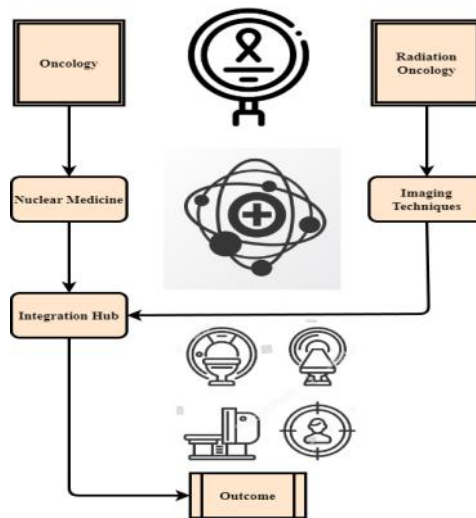 Oncology
Radiation
Oncology
Nuclear Medicine
Imaging
Techniques
Integration Hub
Outcome